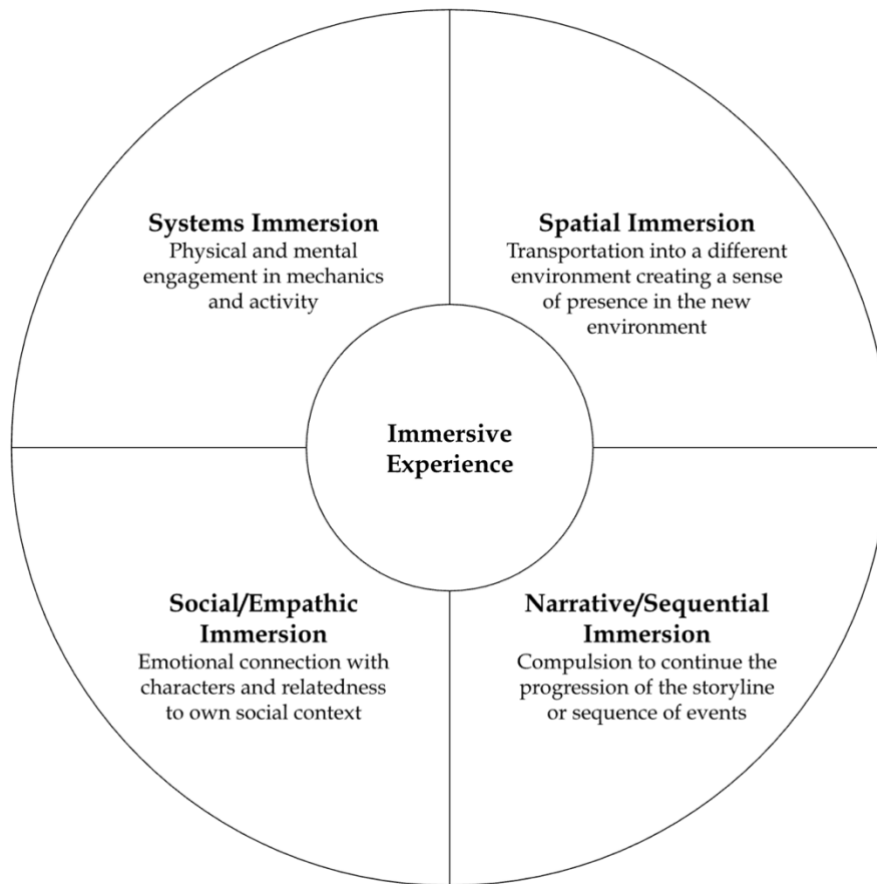 Systems Immersion
Physical and mental
engagement in mechanics
and activity
Spatial Immersion
Transportation into a different
environment creating a sense
of presence in the new
environment
Immersive
Experience
Social/Empathic
Immersion
Emotional connection with
characters and relatedness
to own social context
Narrative/Sequential
Immersion
Compulsion to continue the
progression of the storyline
or sequence of events